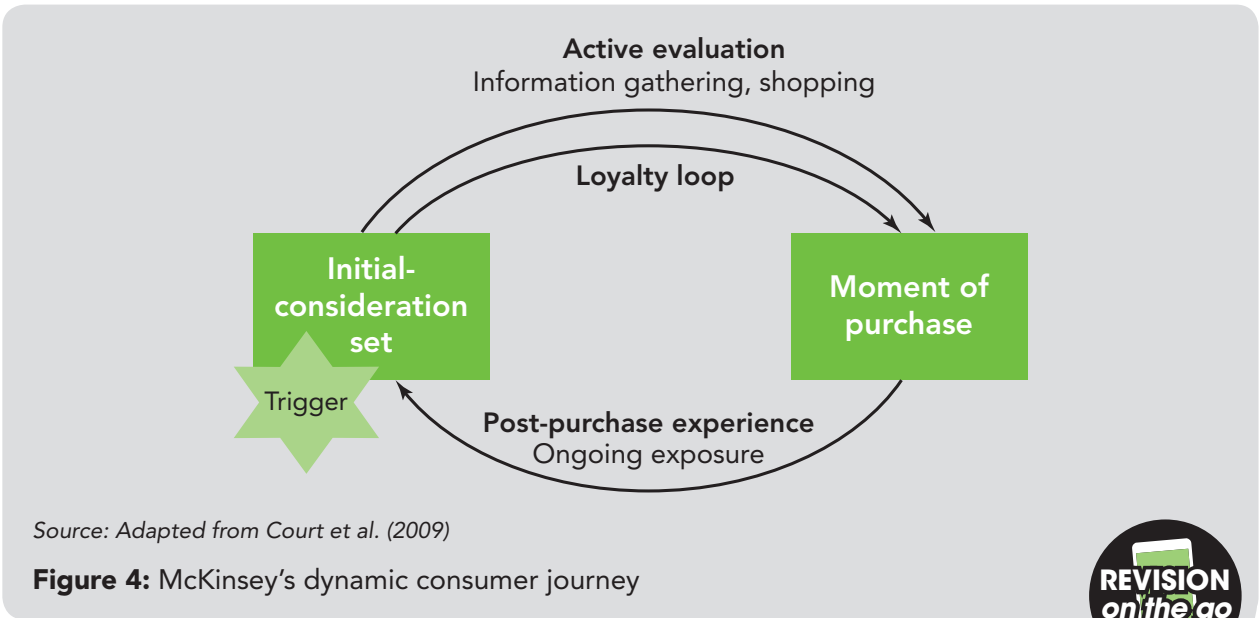 Active evaluation
Information gathering, shopping
Loyalty loop
Initial-
consideration
set
Trigger
Moment of
purchase
Post-purchase experience
Ongoing exposure
Source: Adapted from Court et al. (2009)
Figure 4: McKinsey’s dynamic consumer journey
REVISION
on the go